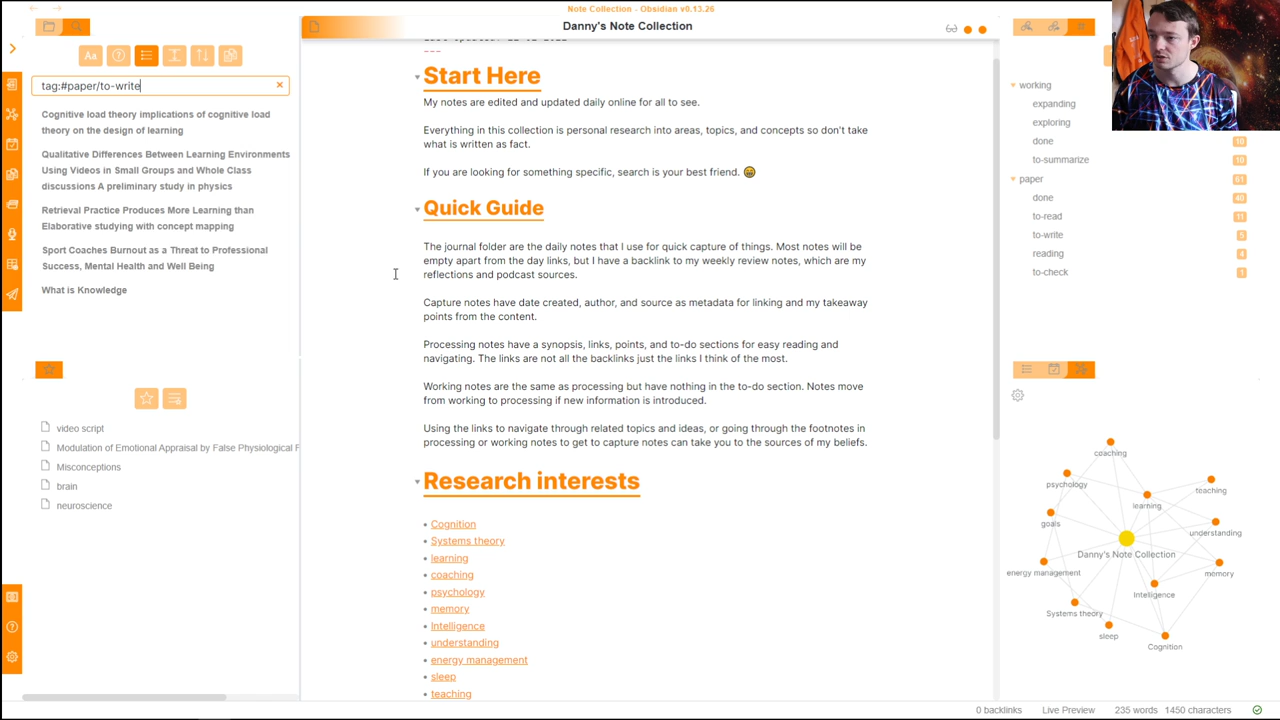 Note Collection - Obsidian v0.13.26
Danny's Note Collection
Aa
tag:#paper/to-write
Cognitive load theory implications of cognitive load
theory on the design of learning
Qualitative Differences Between Learning Environments
Using Videos in Small Groups and Whole Class
discussions A preliminary study in physics
Retrieval Practice Produces More Learning than
Elaborative studying with concept mapping
Sport Coaches Burnout as a Threat to Professional
Success, Mental Health and Well Being
What is Knowledge
video script
Modulation of Emotional Appraisal by False Physiological F
Misconceptions
brain
neuroscience
---
Start Here
My notes are edited and updated daily online for all to see.
Everything in this collection is personal research into areas, topics, and concepts so don't take
what is written as fact.
If you are looking for something specific, search is your best friend. 😁
Quick Guide
The journal folder are the daily notes that I use for quick capture of things. Most notes will be
empty apart from the day links, but I have a backlink to my weekly review notes, which are my
reflections and podcast sources.
Capture notes have date created, author, and source as metadata for linking and my takeaway
points from the content.
Processing notes have a synopsis, links, points, and to-do sections for easy reading and
navigating. The links are not all the backlinks just the links I think of the most.
Working notes are the same as processing but have nothing in the to-do section. Notes move
from working to processing if new information is introduced.
Using the links to navigate through related topics and ideas, or going through the footnotes in
processing or working notes to get to capture notes can take you to the sources of my beliefs.
Research interests
• Cognition
• Systems theory
• learning
• coaching
• psychology
• memory
• Intelligence
• understanding
• energy management
• sleep
• teaching
working
expanding
exploring
done 10
to-summarize 10
paper 61
done 40
to-read 11
to-write 5
reading 4
to-check 1
coaching
psychology
teaching
learning
goals
understanding
Danny's Note Collection
energy management
memory
Intelligence
Systems theory
sleep
Cognition
0 backlinks Live Preview 235 words 1450 characters